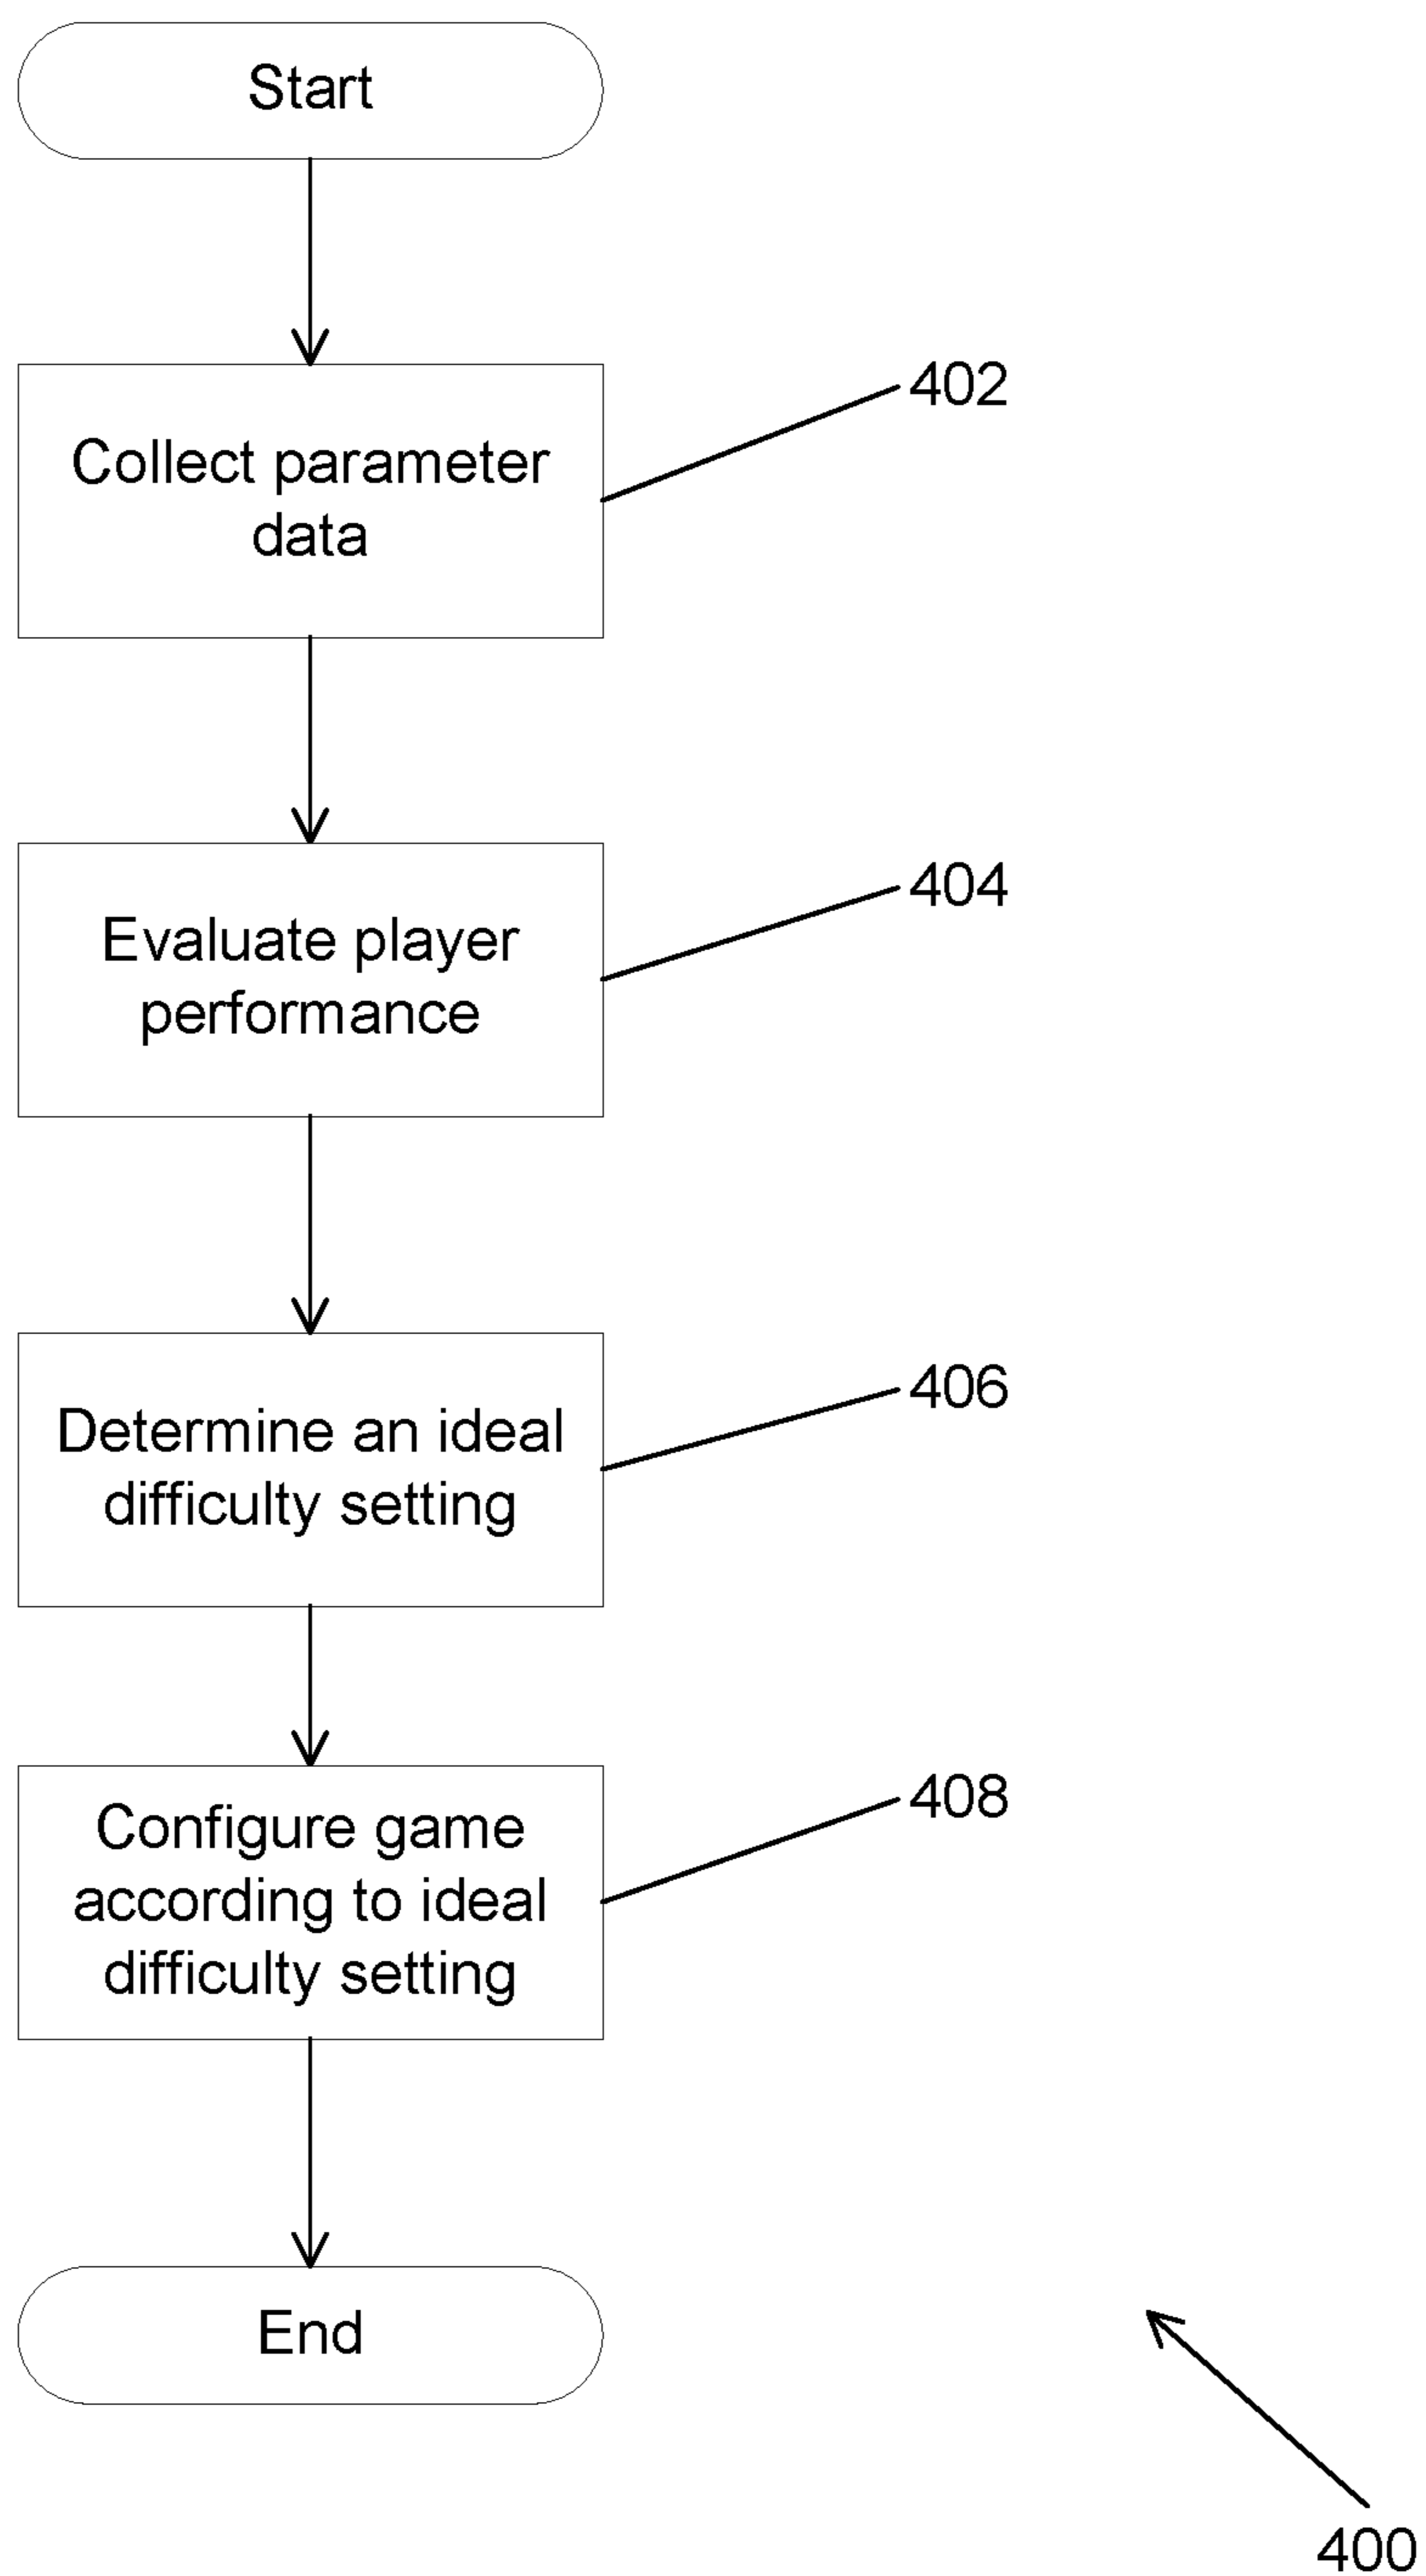 Start
402
Collect parameter
data
404
Evaluate player
performance
406
Determine an ideal
difficulty setting
408
Configure game
according to ideal
difficulty setting
End
400